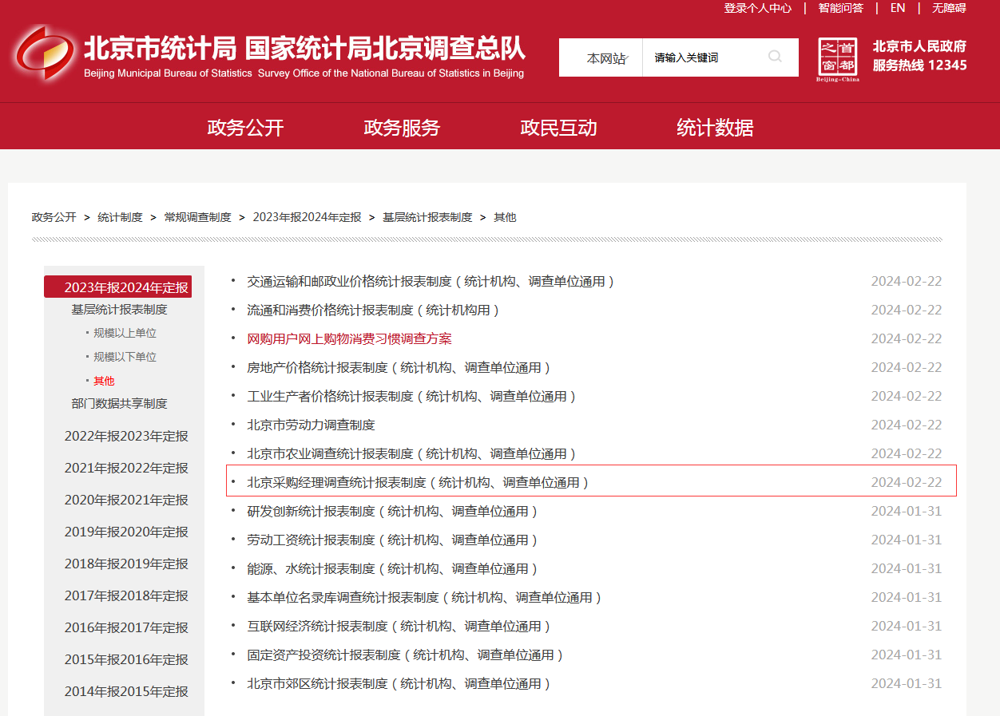 登录个人中心 | 智能问答 | EN | 无障碍
北京市统计局 国家统计局北京调查总队
Beijing Municipal Bureau of Statistics Survey Office of the National Bureau of Statistics in Beijing
本网站 请输入关键词
首都之窗
Beijing-China
北京市人民政府
服务热线 12345
政务公开 政务服务 政民互动 统计数据
政务公开 > 统计制度 > 常规调查制度 > 2023年报2024年定报 > 基层统计报表制度 > 其他
2023年报2024年定报
基层统计报表制度
· 规模以上单位
· 规模以下单位
· 其他
部门数据共享制度
2022年报2023年定报
2021年报2022年定报
2020年报2021年定报
2019年报2020年定报
2018年报2019年定报
2017年报2018年定报
2016年报2017年定报
2015年报2016年定报
2014年报2015年定报
• 交通运输和邮政业价格统计报表制度（统计机构、调查单位通用） 2024-02-22
• 流通和消费价格统计报表制度（统计机构用） 2024-02-22
• 网购用户网上购物消费习惯调查方案 2024-02-22
• 房地产价格统计报表制度（统计机构、调查单位通用） 2024-02-22
• 工业生产者价格统计报表制度（统计机构、调查单位通用） 2024-02-22
• 北京市劳动力调查制度 2024-02-22
• 北京市农业调查统计报表制度（统计机构、调查单位通用） 2024-02-22
• 北京采购经理调查统计报表制度（统计机构、调查单位通用） 2024-02-22
• 研发创新统计报表制度（统计机构、调查单位通用） 2024-01-31
• 劳动工资统计报表制度（统计机构、调查单位通用） 2024-01-31
• 能源、水统计报表制度（统计机构、调查单位通用） 2024-01-31
• 基本单位名录库调查统计报表制度（统计机构、调查单位通用） 2024-01-31
• 互联网经济统计报表制度（统计机构、调查单位通用） 2024-01-31
• 固定资产投资统计报表制度（统计机构、调查单位通用） 2024-01-31
• 北京市郊区统计报表制度（统计机构、调查单位通用） 2024-01-31